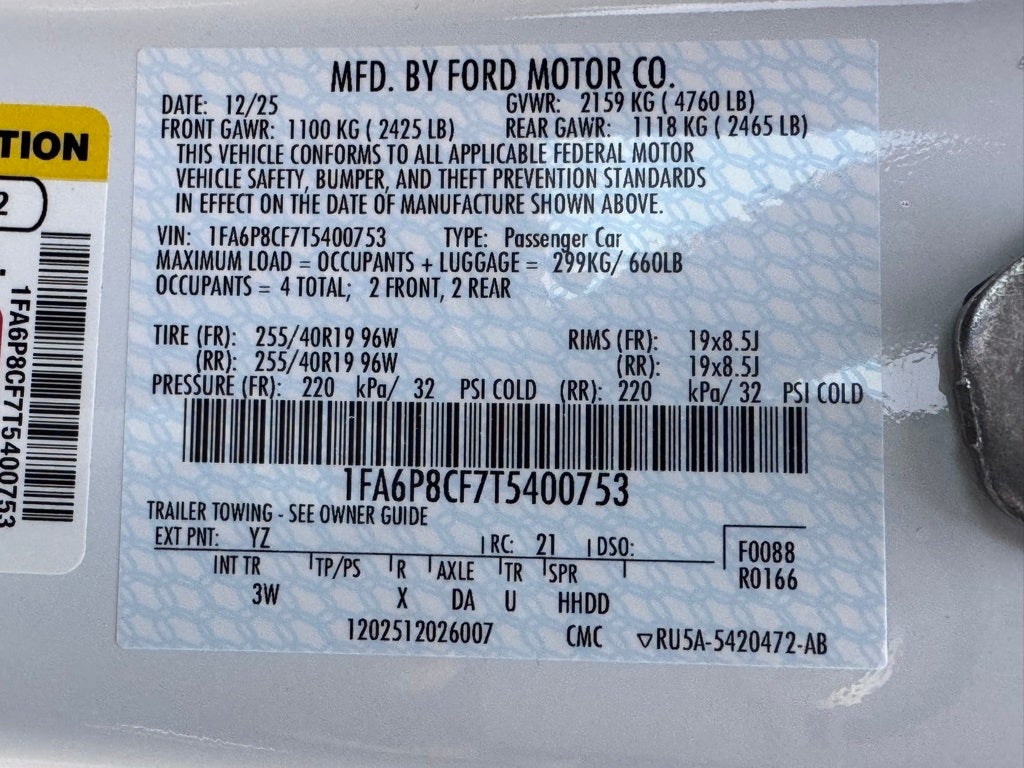 MFD. BY FORD MOTOR CO.
DATE: 12/25 GVWR: 2159 KG ( 4760 LB)
FRONT GAWR: 1100 KG ( 2425 LB) REAR GAWR: 1118 KG ( 2465 LB)
THIS VEHICLE CONFORMS TO ALL APPLICABLE FEDERAL MOTOR
VEHICLE SAFETY, BUMPER, AND THEFT PREVENTION STANDARDS
IN EFFECT ON THE DATE OF MANUFACTURE SHOWN ABOVE.
VIN: 1FA6P8CF7T5400753 TYPE: Passenger Car
MAXIMUM LOAD = OCCUPANTS + LUGGAGE = 299KG/ 660LB
OCCUPANTS = 4 TOTAL; 2 FRONT, 2 REAR
TIRE (FR): 255/40R19 96W RIMS (FR): 19x8.5J
(RR): 255/40R19 96W (RR): 19x8.5J
PRESSURE (FR): 220 kPa/ 32 PSI COLD (RR): 220 kPa/ 32 PSI COLD
1FA6P8CF7T5400753
TRAILER TOWING - SEE OWNER GUIDE
EXT PNT: YZ RC: 21 DSO: F0088
INT TR TP/PS R AXLE TR SPR R0166
3W X DA U HHDD
1202512026007 CMC ▽RU5A-5420472-AB
TION
2
1FA6P8CF7T5400753